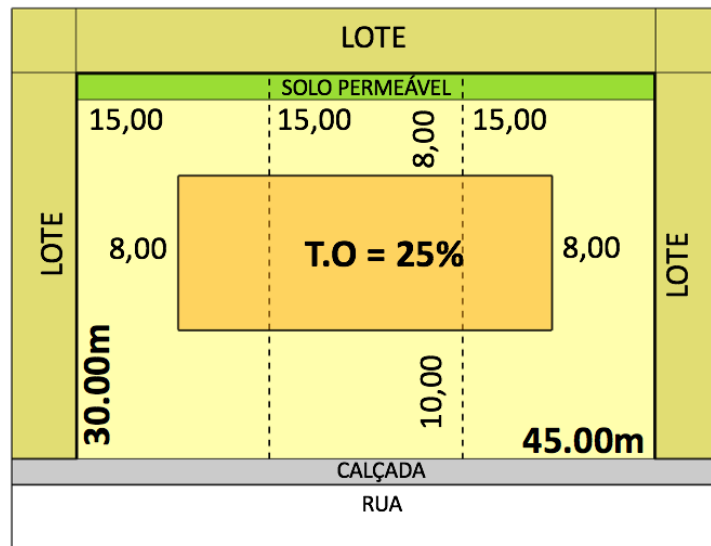 LOTE
SOLO PERMEÁVEL
15,00
15,00
8,00
15,00
LOTE
8,00
T.O = 25%
8,00
LOTE
30.00m
10,00
45.00m
CALÇADA
RUA